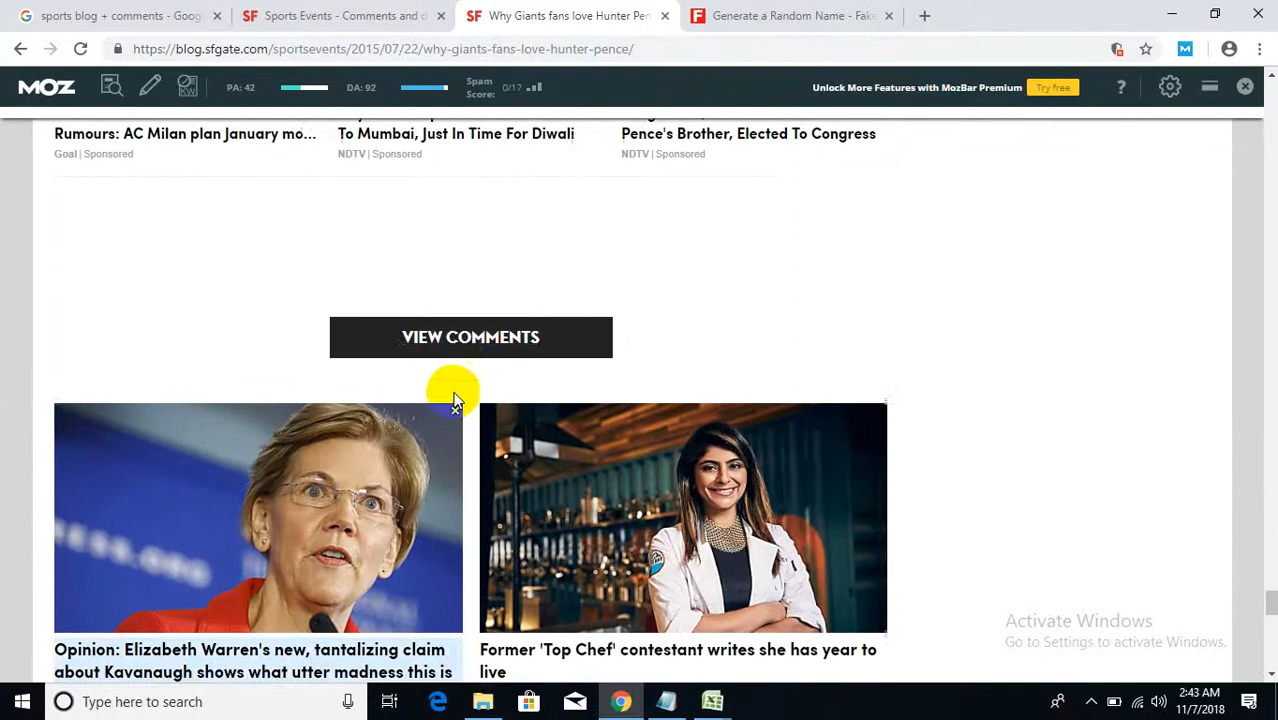 sports blog + comments - Goog
Sports Events - Comments and d
Why Giants fans love Hunter Pen
Generate a Random Name - Fake
https://blog.sfgate.com/sportsevents/2015/07/22/why-giants-fans-love-hunter-pence/
MOZ
PA: 42
DA: 92
Spam Score: 0/17
Unlock More Features with MozBar Premium
Try free
?
Rumours: AC Milan plan January mo...
To Mumbai, Just In Time For Diwali
Pence's Brother, Elected To Congress
Goal | Sponsored
NDTV | Sponsored
NDTV | Sponsored
VIEW COMMENTS
Opinion: Elizabeth Warren's new, tantalizing claim
about Kavanaugh shows what utter madness this is
Former 'Top Chef' contestant writes she has year to
live
Activate Windows
Go to Settings to activate Windows.
Type here to search
2:43 AM
11/7/2018